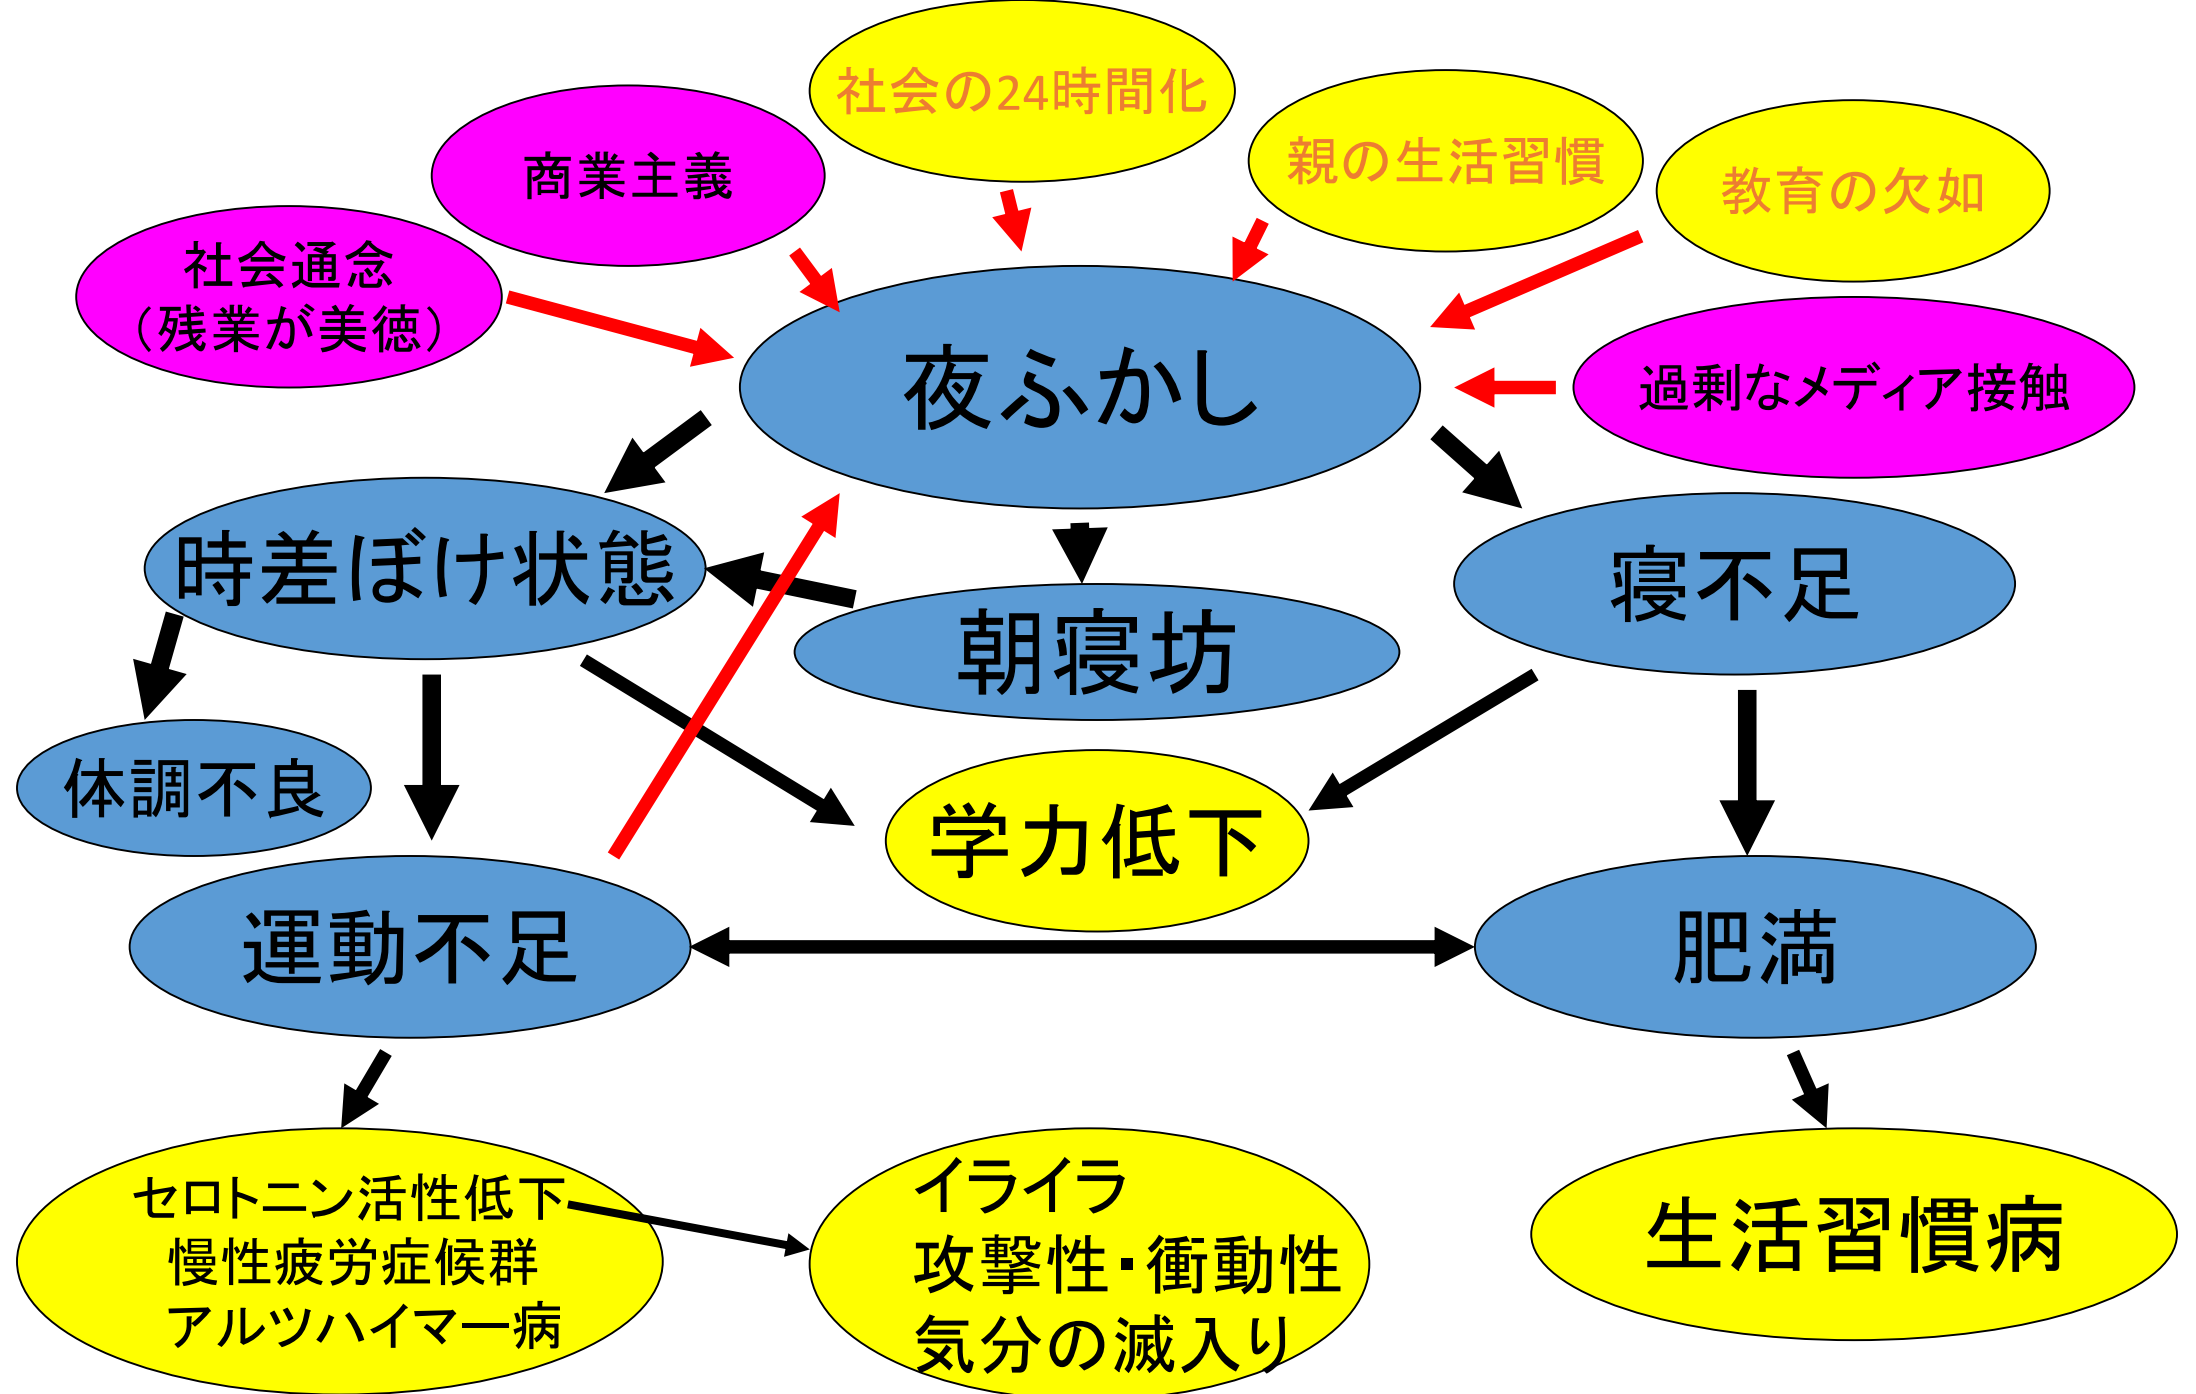 社会の24時間化
商業主義
親の生活習慣
教育の欠如
社会通念
（残業が美徳）
夜ふかし
過剰なメディア接触
時差ぼけ状態
寝不足
朝寝坊
体調不良
学力低下
運動不足
肥満
セロトニン活性低下
慢性疲労症候群
アルツハイマー病
イライラ
攻撃性・衝動性
気分の滅入り
生活習慣病